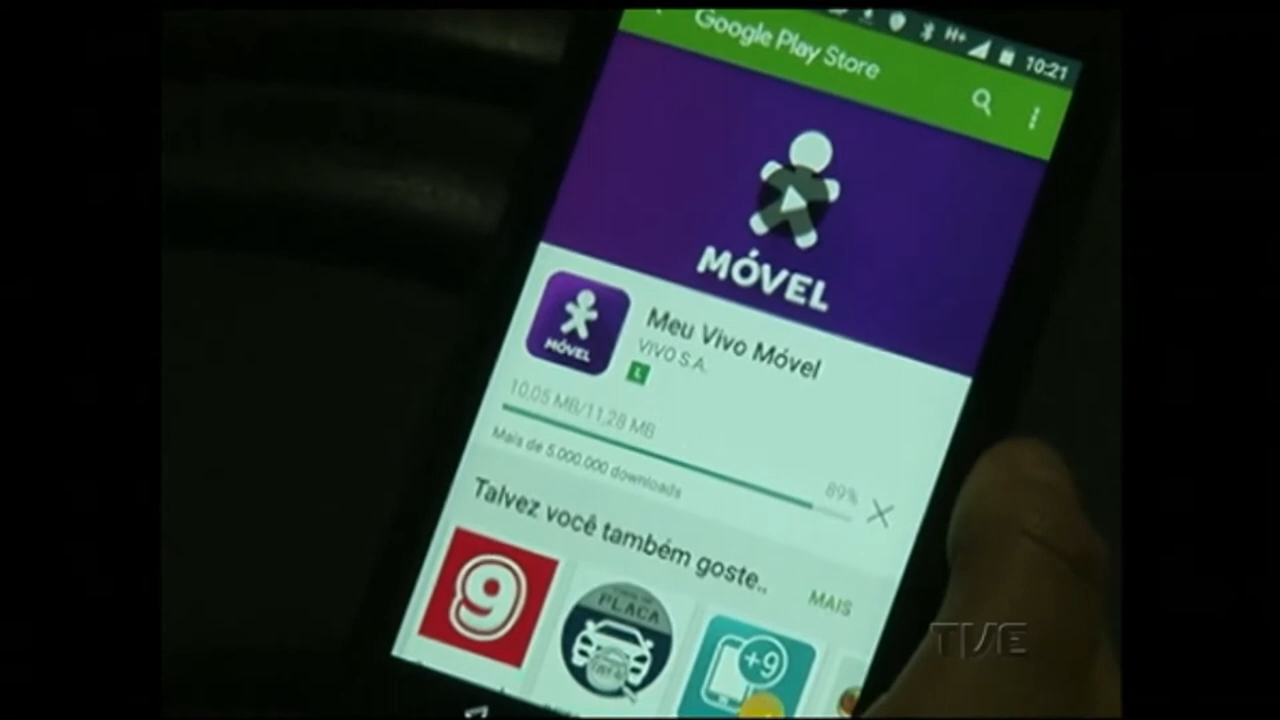 H+ 10:21
Google Play Store
MÓVEL
MÓVEL
Meu Vivo Móvel
VIVO S.A.
L
10,05 MB/11,28 MB
89%
Mais de 5.000.000 downloads
Talvez você também goste..
MAIS
9
PLACA
+9
TVE